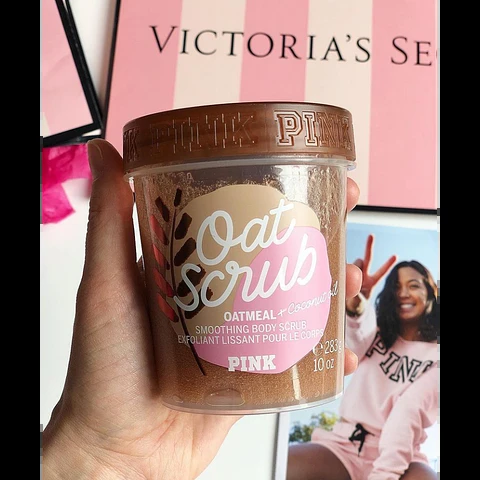 VICTORIA'S SE
PINK PINK
Oat
Scrub
OATMEAL + coconut oil
SMOOTHING BODY SCRUB
EXFOLIANT LISSANT POUR LE CORPS
PINK
℮ 283 g
10 oz
PINK